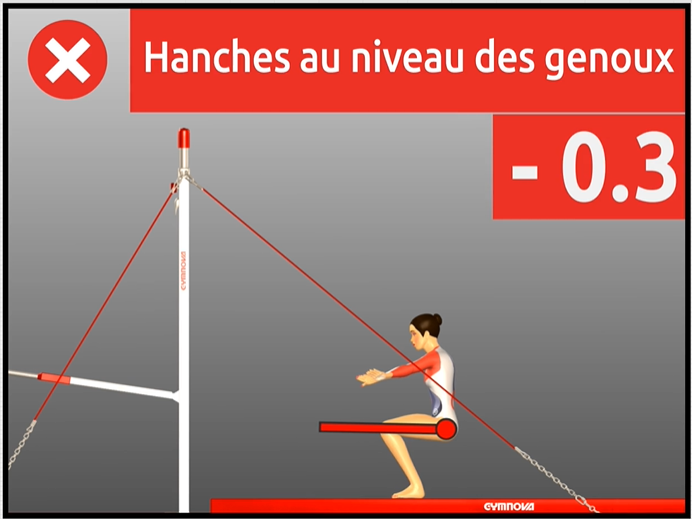 Hanches au niveau des genoux
- 0.3
GYMNOVA
GYMNOVA